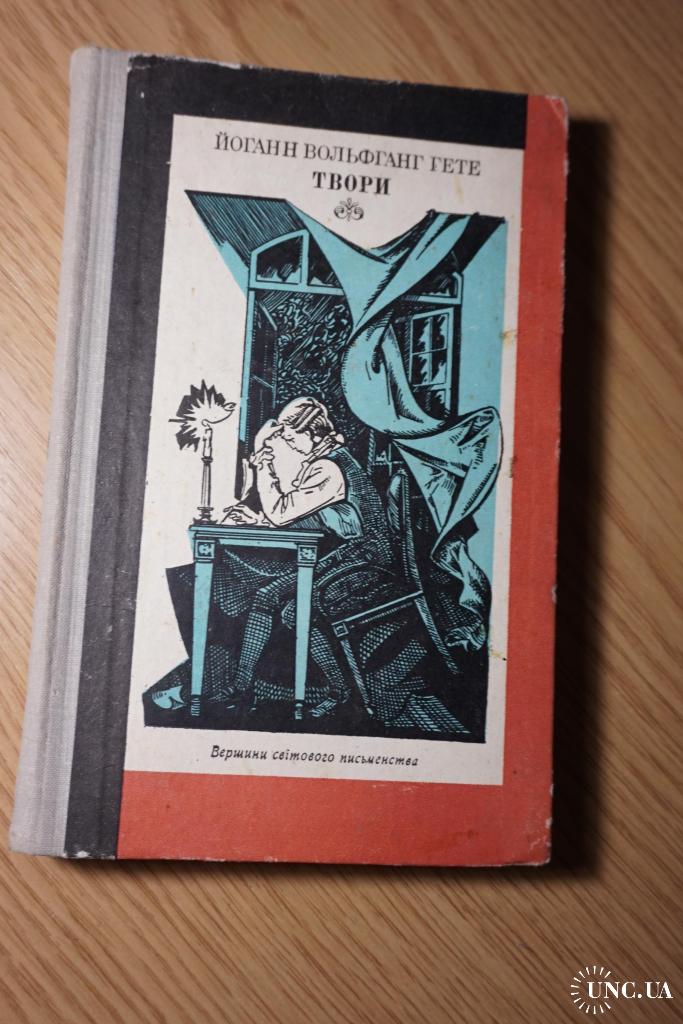 ЙОГАНН ВОЛЬФГАНГ ГЕТЕ
ТВОРИ
Вершини світового письменства
UNC.UA